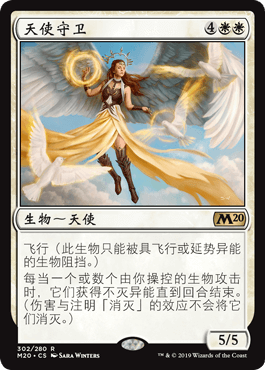 天使守卫 4
生物～天使 M20
飞行（此生物只能被具飞行或延势异能
的生物阻挡。）
每当一个或数个由你操控的生物攻击
时，它们获得不灭异能直到回合结束。
（伤害与注明「消灭」的效应不会将它
们消灭。）
5/5
302/280 R
M20 • CS SARA WINTERS ™ & © 2019 Wizards of the Coast